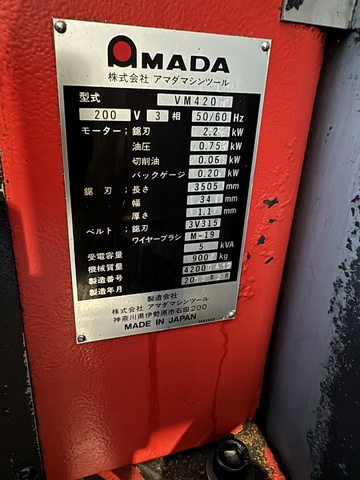 AMADA
株式会社 アマダマシンツール
型式 VM420
200 V 3 相 50/60 Hz
モーター ; 鋸刃 2.2 kW
油圧 0.75 kW
切削油 0.06 kW
バックゲージ 0.20 kW
鋸刃 ; 長さ 3505 mm
幅 34 mm
厚さ 1.1 mm
ベルト ; 鋸刃 3V315
ワイヤーブラシ M-19
受電容量 5 kVA
機械質量 900 kg
製造番号
製造年月
製造会社
株式会社 アマダマシンツール
神奈川県伊勢原市石田200
MADE IN JAPAN